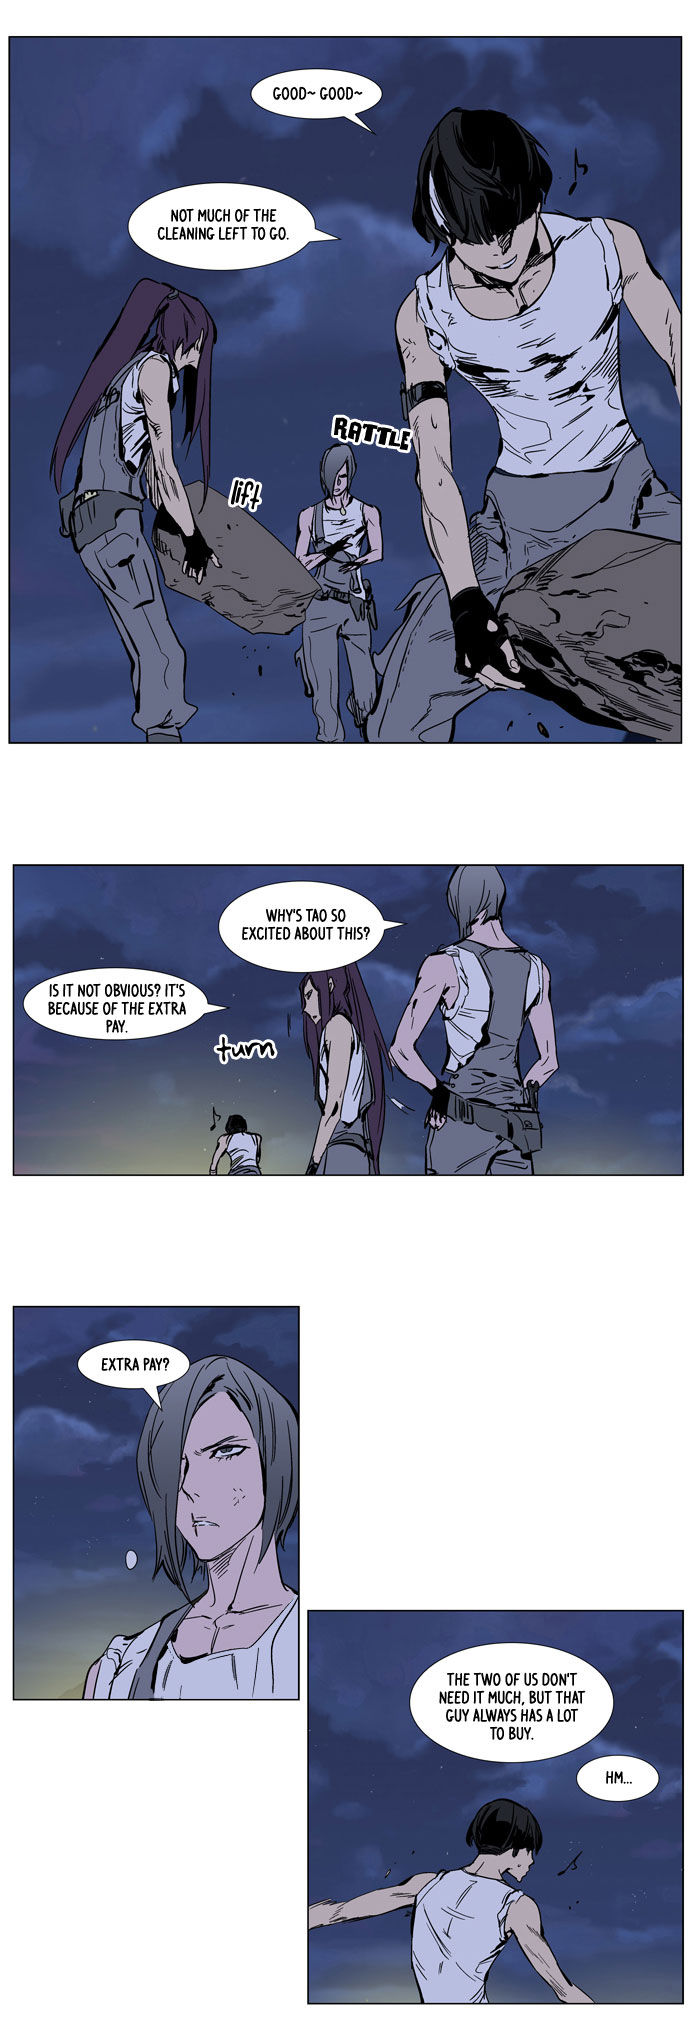 GOOD~ GOOD~
NOT MUCH OF THE
CLEANING LEFT TO GO.
RATTLE
lift
WHY'S TAO SO
EXCITED ABOUT THIS?
IS IT NOT OBVIOUS? IT'S
BECAUSE OF THE EXTRA
PAY.
turn
EXTRA PAY?
THE TWO OF US DON'T
NEED IT MUCH, BUT THAT
GUY ALWAYS HAS A LOT
TO BUY.
HM...